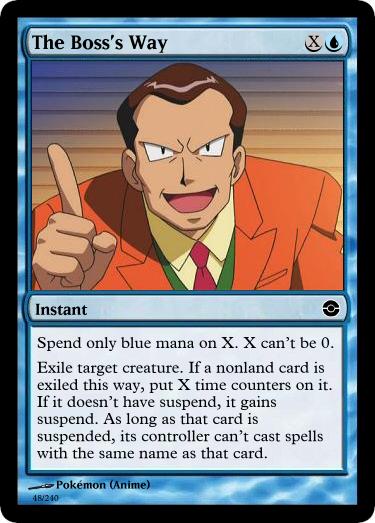 The Boss's Way X
Instant
Spend only blue mana on X. X can't be 0.
Exile target creature. If a nonland card is
exiled this way, put X time counters on it.
If it doesn't have suspend, it gains
suspend. As long as that card is
suspended, its controller can't cast spells
with the same name as that card.
Pokémon (Anime)
48/240